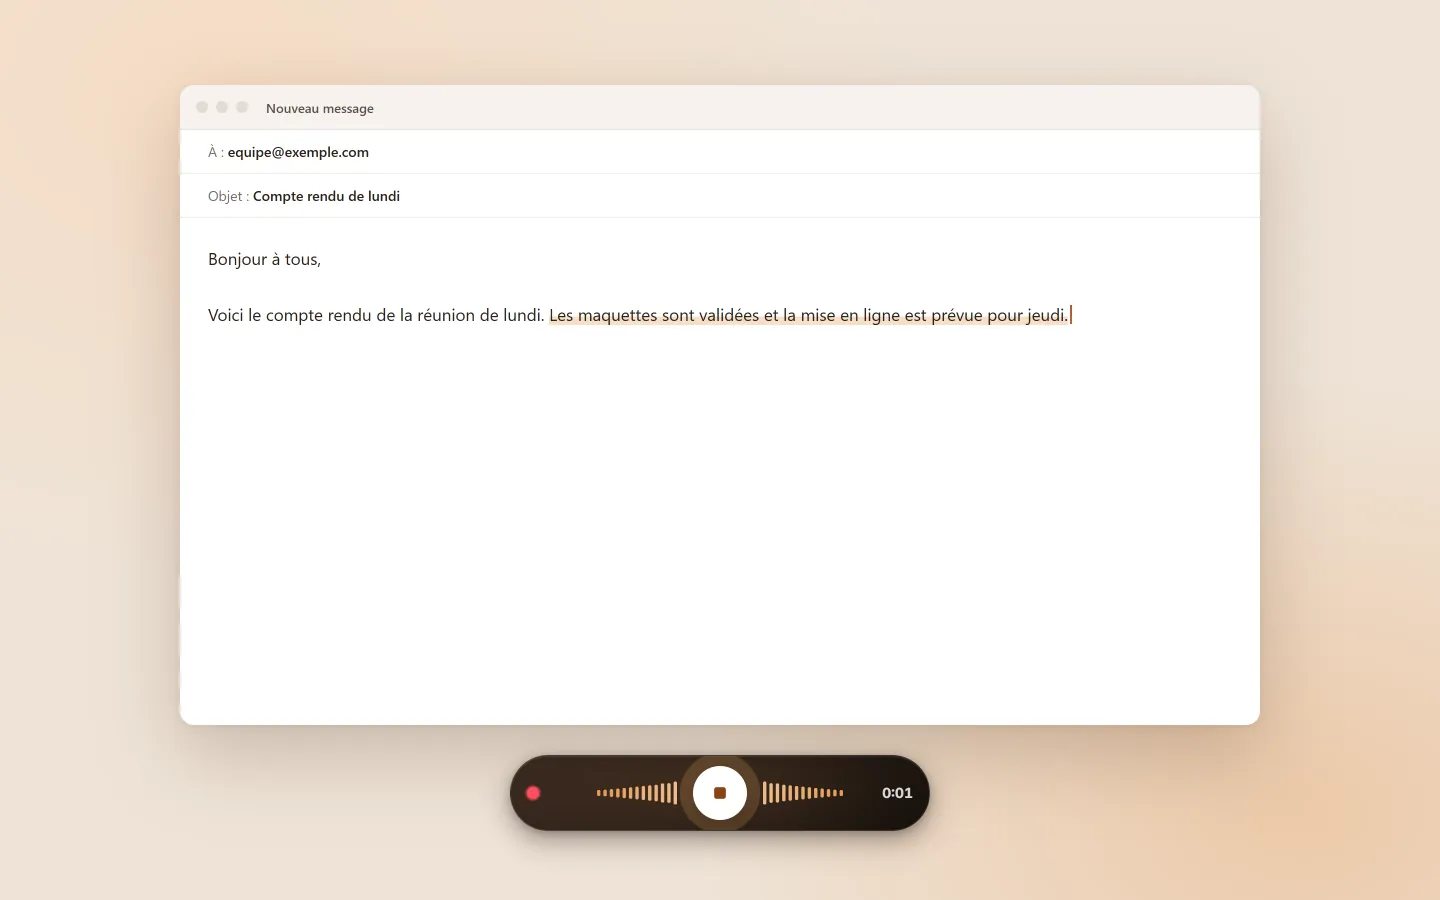 Nouveau message
À : equipe@exemple.com
Objet : Compte rendu de lundi
Bonjour à tous,
Voici le compte rendu de la réunion de lundi. Les maquettes sont validées et la mise en ligne est prévue pour jeudi.
0:01